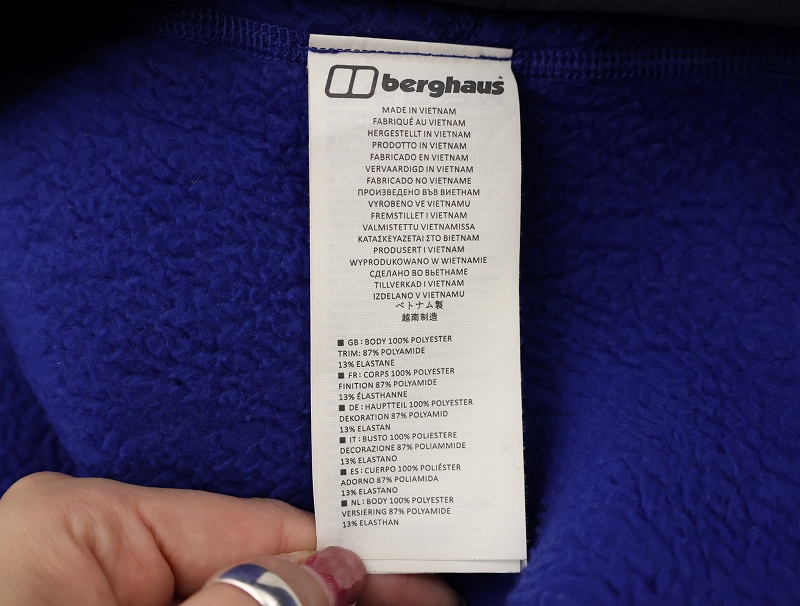 berghaus
MADE IN VIETNAM
FABRIQUÉ AU VIETNAM
HERGESTELLT IN VIETNAM
PRODOTTO IN VIETNAM
FABRICADO EN VIETNAM
VERVAARDIGD IN VIETNAM
FABRICADO NO VIETNAME
ПРОИЗВЕДЕНО ВЪВ ВИЕТНАМ
VYROBENO VE VIETNAMU
FREMSTILLET I VIETNAM
VALMISTETTU VIETNAMISSA
ΚΑΤΑΣΚΕΥΑΖΕΤΑΙ ΣΤΟ ΒΙΕΤΝΑΜ
PRODUSERT I VIETNAM
WYPRODUKOWANO W WIETNAMIE
СДЕЛАНО ВО ВЬЕТНАМЕ
TILLVERKAD I VIETNAM
IZDELANO V VIETNAMU
ベトナム製
越南制造
■ GB: BODY 100% POLYESTER
TRIM: 87% POLYAMIDE
13% ELASTANE
■ FR: CORPS 100% POLYESTER
FINITION 87% POLYAMIDE
13% ÉLASTHANNE
■ DE: HAUPTTEIL 100% POLYESTER
DEKORATION 87% POLYAMID
13% ELASTAN
■ IT: BUSTO 100% POLIESTERE
DECORAZIONE 87% POLIAMMIDE
13% ELASTANO
■ ES: CUERPO 100% POLIÉSTER
ADORNO 87% POLIAMIDA
13% ELASTANO
■ NL: BODY 100% POLYESTER
VERSIERING 87% POLYAMIDE
13% ELASTHAN